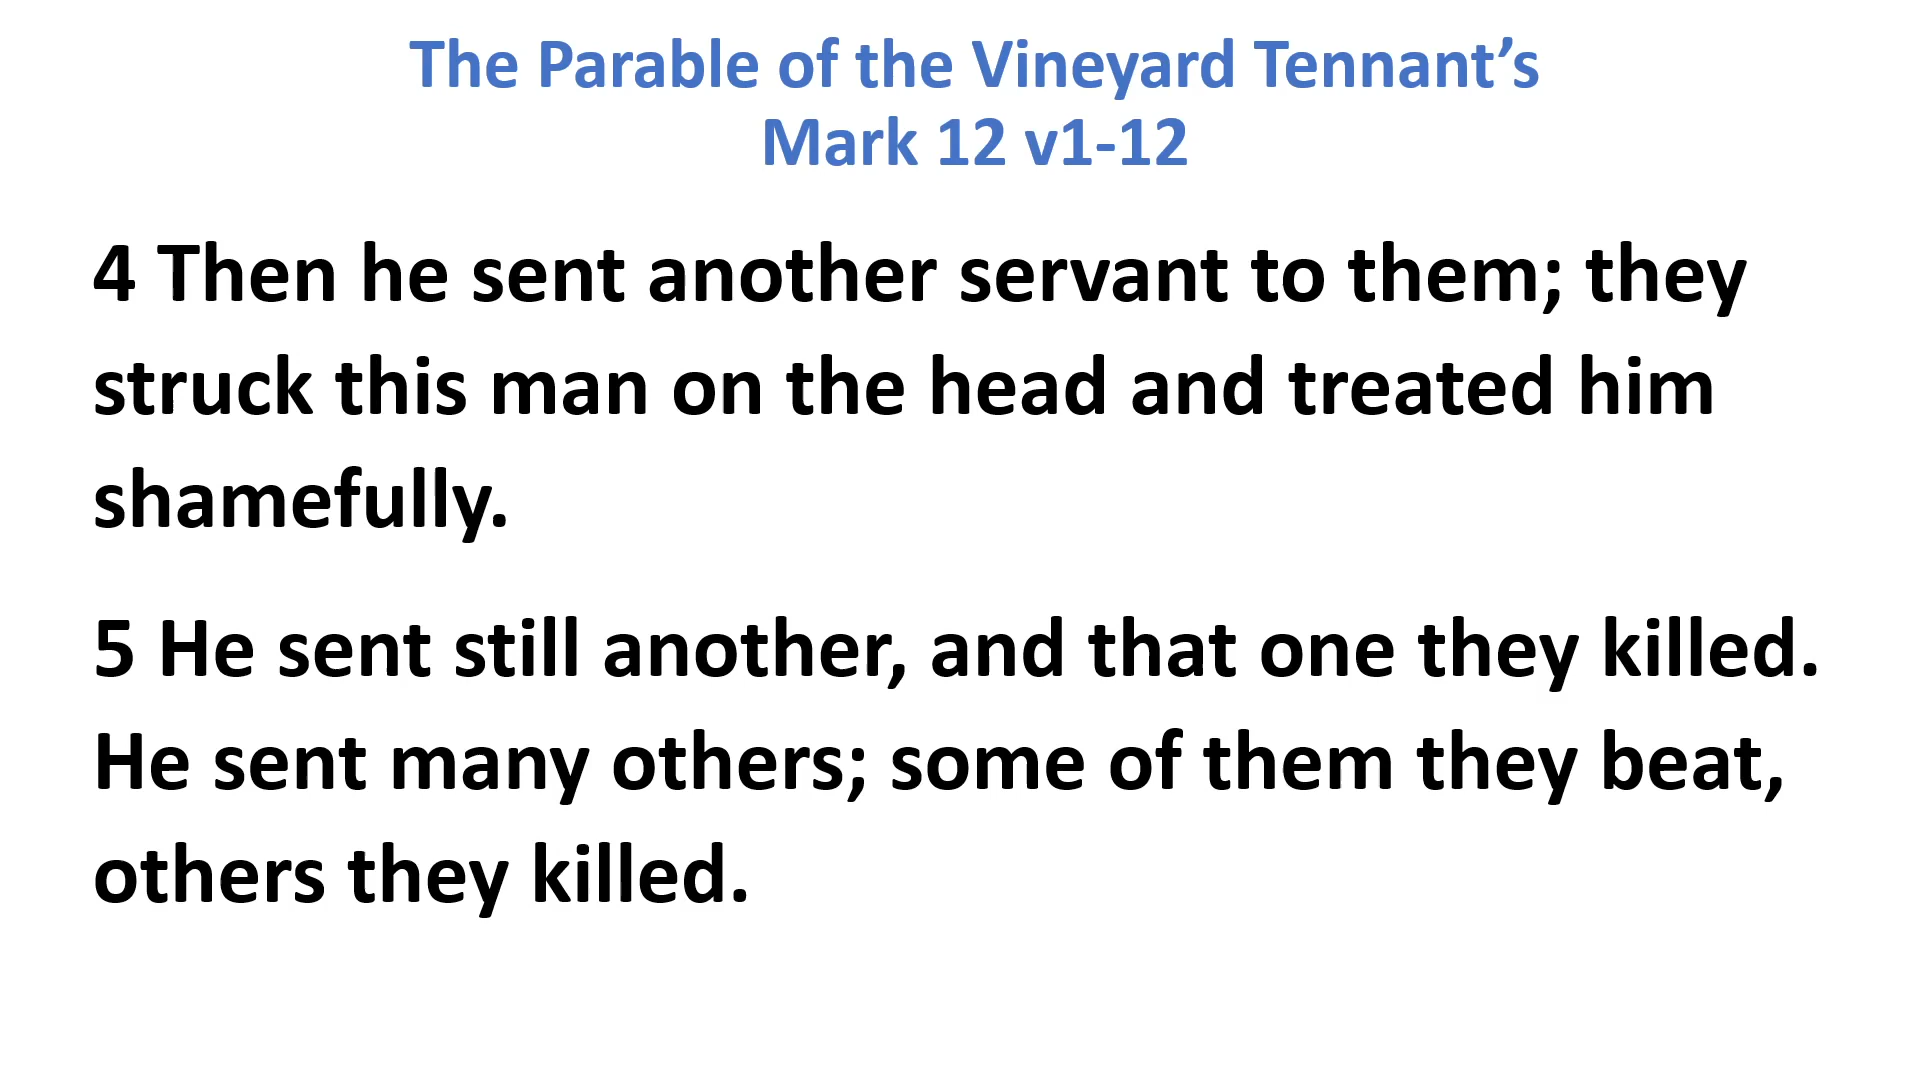 The Parable of the Vineyard Tennant’s
Mark 12 v1-12
4 Then he sent another servant to them; they
struck this man on the head and treated him
shamefully.
5 He sent still another, and that one they killed.
He sent many others; some of them they beat,
others they killed.